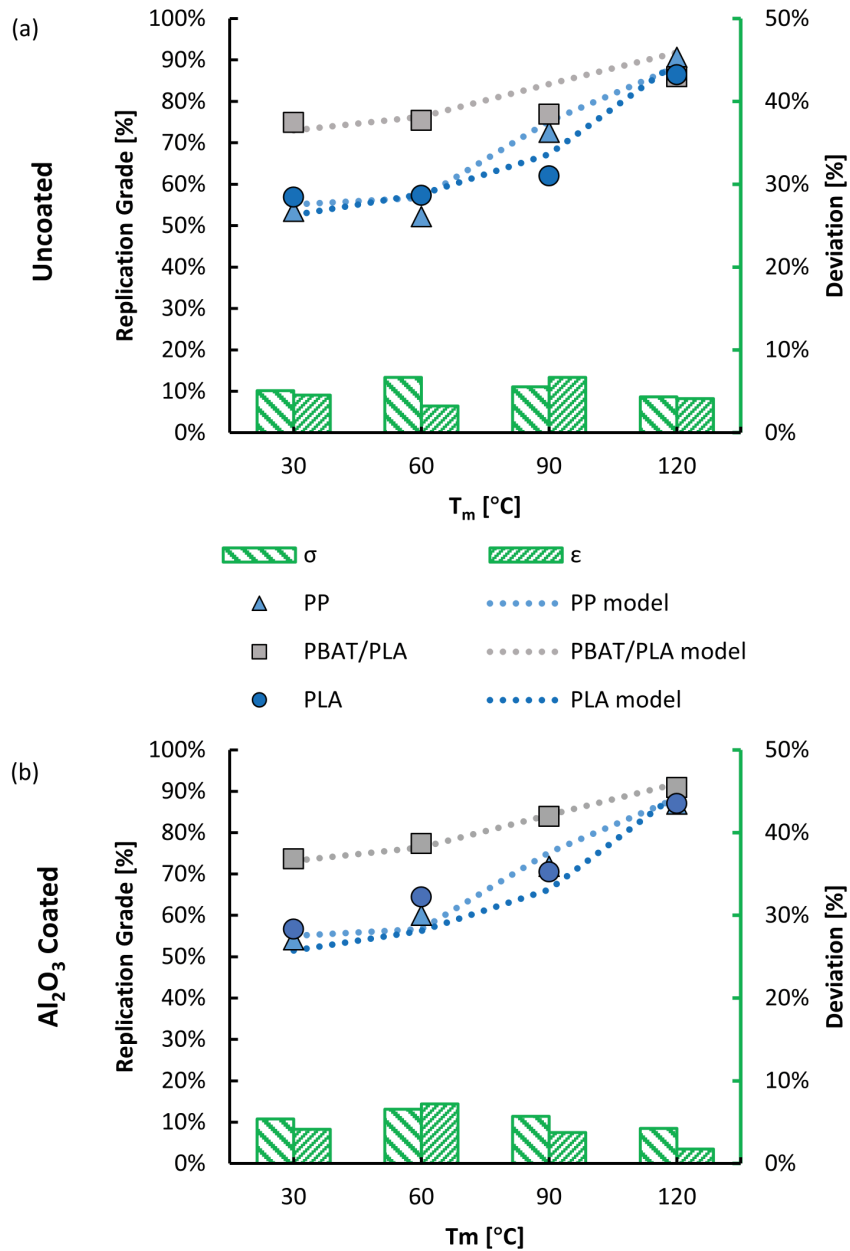 (a)
Uncoated
Replication Grade [%]
100%
90%
80%
70%
60%
50%
40%
30%
20%
10%
0%
50%
40%
30%
20%
10%
0%
Deviation [%]
30 60 90 120
Tₘ [°C]
σ ε
PP PP model
PBAT/PLA PBAT/PLA model
PLA PLA model
(b)
Al₂O₃ Coated
Replication Grade [%]
100%
90%
80%
70%
60%
50%
40%
30%
20%
10%
0%
50%
40%
30%
20%
10%
0%
Deviation [%]
30 60 90 120
Tm [°C]